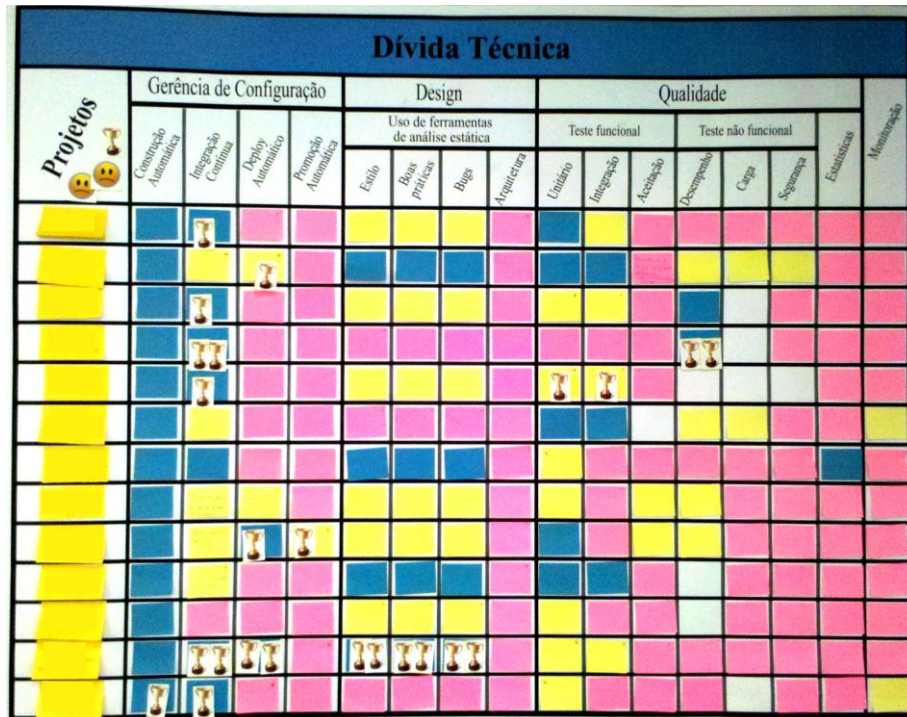 Dívida Técnica
Projetos
Gerência de Configuração
Design
Qualidade
Uso de ferramentas
de análise estática
Teste funcional
Teste não funcional
Construção
Automática
Integração
Contínua
Deploy
Automático
Promoção
Automática
Estilo
Boas
práticas
Bugs
Arquitetura
Unitário
Integração
Aceitação
Desempenho
Carga
Segurança
Estatísticas
Monitoração